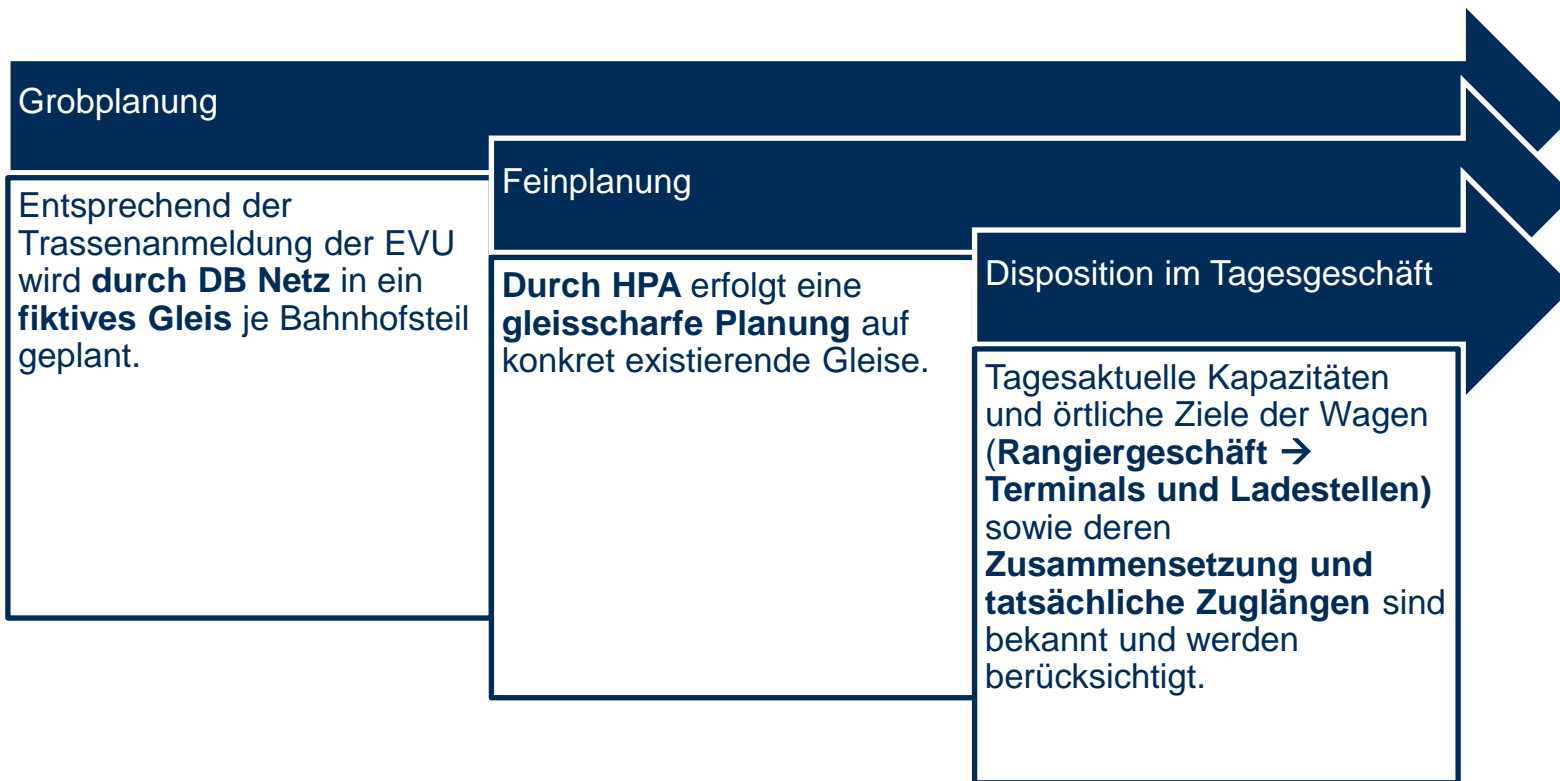 Grobplanung
Entsprechend der
Trassenanmeldung der EVU
wird durch DB Netz in ein
fiktives Gleis je Bahnhofsteil
geplant.
Feinplanung
Durch HPA erfolgt eine
gleisscharfe Planung auf
konkret existierende Gleise.
Disposition im Tagesgeschäft
Tagesaktuelle Kapazitäten
und örtliche Ziele der Wagen
(Rangiergeschäft →
Terminals und Ladestellen)
sowie deren
Zusammensetzung und
tatsächliche Zuglängen sind
bekannt und werden
berücksichtigt.